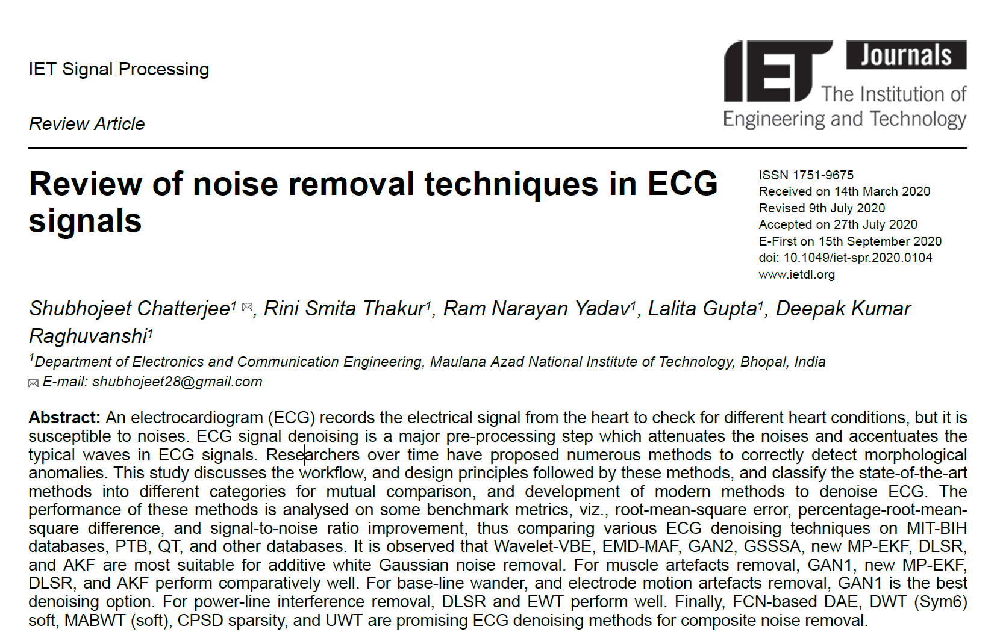 IET Signal Processing
IET Journals
The Institution of
Engineering and Technology
Review Article
Review of noise removal techniques in ECG
signals
ISSN 1751-9675
Received on 14th March 2020
Revised 9th July 2020
Accepted on 27th July 2020
E-First on 15th September 2020
doi: 10.1049/iet-spr.2020.0104
www.ietdl.org
Shubhojeet Chatterjee1 ✉, Rini Smita Thakur1, Ram Narayan Yadav1, Lalita Gupta1, Deepak Kumar
Raghuvanshi1
1Department of Electronics and Communication Engineering, Maulana Azad National Institute of Technology, Bhopal, India
✉ E-mail: shubhojeet28@gmail.com
Abstract: An electrocardiogram (ECG) records the electrical signal from the heart to check for different heart conditions, but it is
susceptible to noises. ECG signal denoising is a major pre-processing step which attenuates the noises and accentuates the
typical waves in ECG signals. Researchers over time have proposed numerous methods to correctly detect morphological
anomalies. This study discusses the workflow, and design principles followed by these methods, and classify the state-of-the-art
methods into different categories for mutual comparison, and development of modern methods to denoise ECG. The
performance of these methods is analysed on some benchmark metrics, viz., root-mean-square error, percentage-root-mean-
square difference, and signal-to-noise ratio improvement, thus comparing various ECG denoising techniques on MIT-BIH
databases, PTB, QT, and other databases. It is observed that Wavelet-VBE, EMD-MAF, GAN2, GSSSA, new MP-EKF, DLSR,
and AKF are most suitable for additive white Gaussian noise removal. For muscle artefacts removal, GAN1, new MP-EKF,
DLSR, and AKF perform comparatively well. For base-line wander, and electrode motion artefacts removal, GAN1 is the best
denoising option. For power-line interference removal, DLSR and EWT perform well. Finally, FCN-based DAE, DWT (Sym6)
soft, MABWT (soft), CPSD sparsity, and UWT are promising ECG denoising methods for composite noise removal.